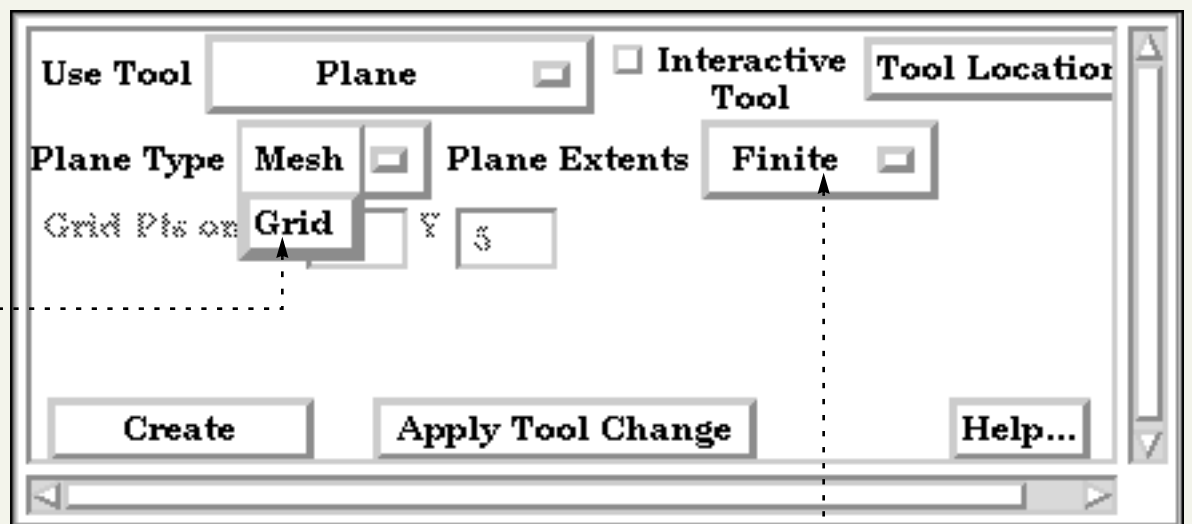 Use Tool Plane Interactive Tool Tool Location
Plane Type Mesh Plane Extents Finite
Grid Pts on Grid Y 5
Create Apply Tool Change Help...